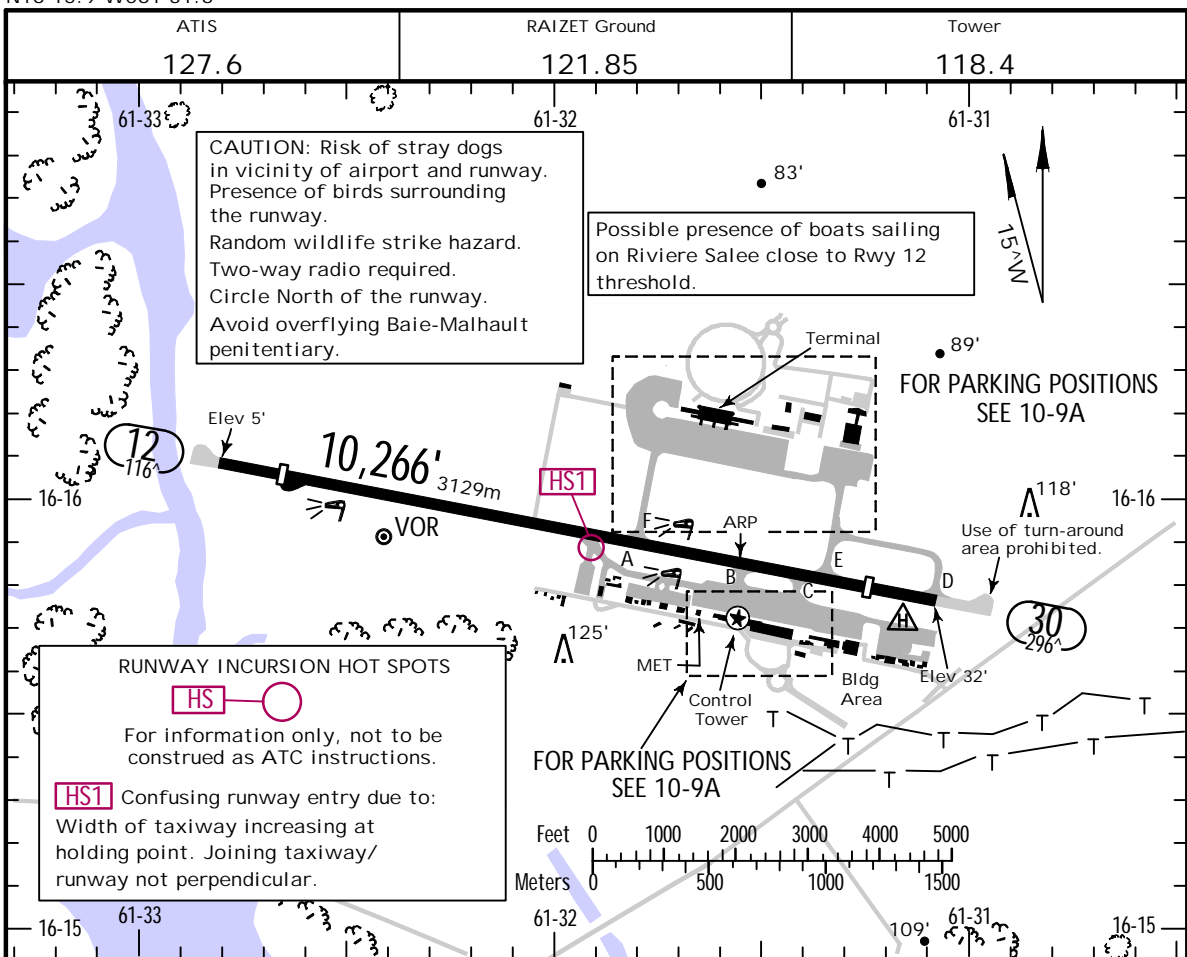 ATIS
127.6
RAIZET Ground
121.85
Tower
118.4
61-33
61-32
61-31
CAUTION: Risk of stray dogs
in vicinity of airport and runway.
Presence of birds surrounding
the runway.
Random wildlife strike hazard.
Two-way radio required.
Circle North of the runway.
Avoid overflying Baie-Malhault
penitentiary.
83'
Possible presence of boats sailing
on Riviere Salee close to Rwy 12
threshold.
15^W
Terminal
89'
FOR PARKING POSITIONS
SEE 10-9A
Elev 5'
12
116^
10,266'
3129m
HS1
16-16
VOR
F
ARP
118'
16-16
Use of turn-around
area prohibited.
A
B
C
E
D
H
30
296^
125'
MET
Control
Tower
Bldg
Area
Elev 32'
RUNWAY INCURSION HOT SPOTS
HS
For information only, not to be
construed as ATC instructions.
HS1 Confusing runway entry due to:
Width of taxiway increasing at
holding point. Joining taxiway/
runway not perpendicular.
T
T
T
T
T
T
T
T
FOR PARKING POSITIONS
SEE 10-9A
Feet 0 1000 2000 3000 4000 5000
Meters 0 500 1000 1500
61-33
61-32
61-31
16-15
109'
16-15